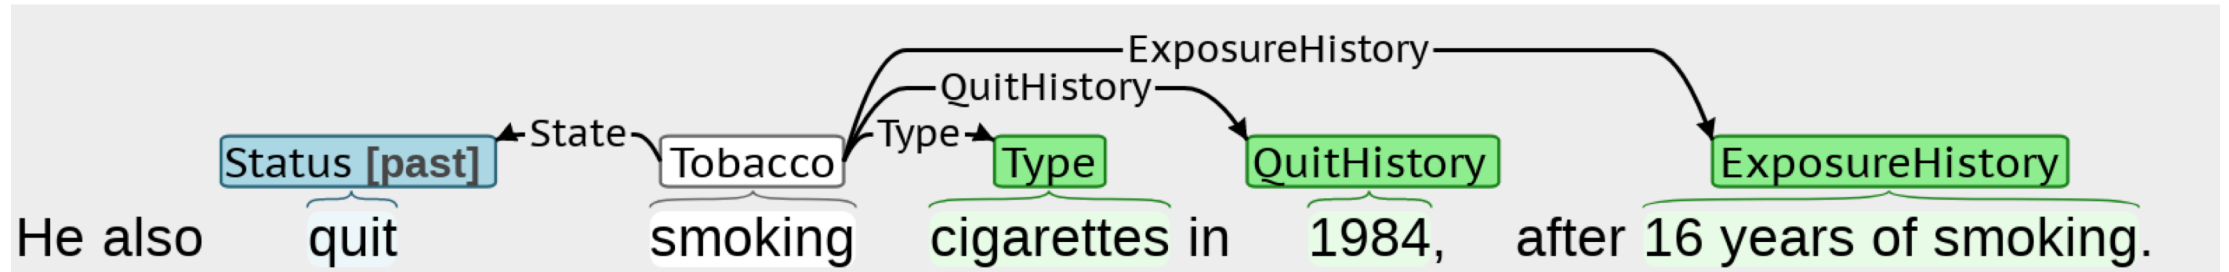 ExposureHistory
QuitHistory
State Type
Status [past] Tobacco Type QuitHistory ExposureHistory
He also quit smoking cigarettes in 1984, after 16 years of smoking.